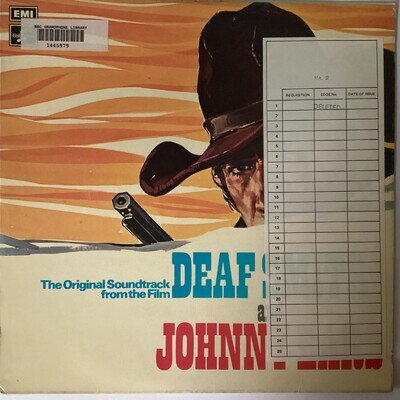 EMI
BBC GRAMOPHONE LIBRARY
1445979
No. 2
REQUISITION CODE No. DATE OF ISSUE
1 DELETED
2
3
4
5
6
7
8
9
10
11
12
13
14
15
16
17
18
19
20
21
22
23
24
25
The Original Soundtrack
from the Film
DEAF S
a
JOHNN